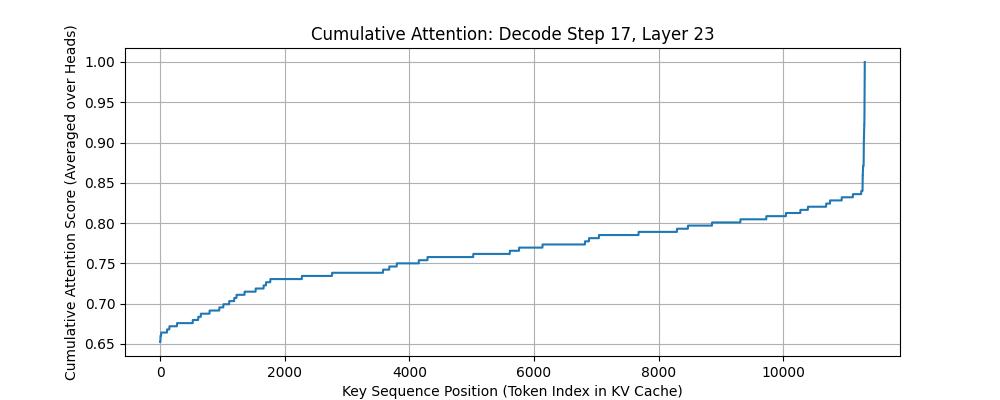 Cumulative Attention: Decode Step 17, Layer 23
Cumulative Attention Score (Averaged over Heads)
1.00
0.95
0.90
0.85
0.80
0.75
0.70
0.65
0 2000 4000 6000 8000 10000
Key Sequence Position (Token Index in KV Cache)